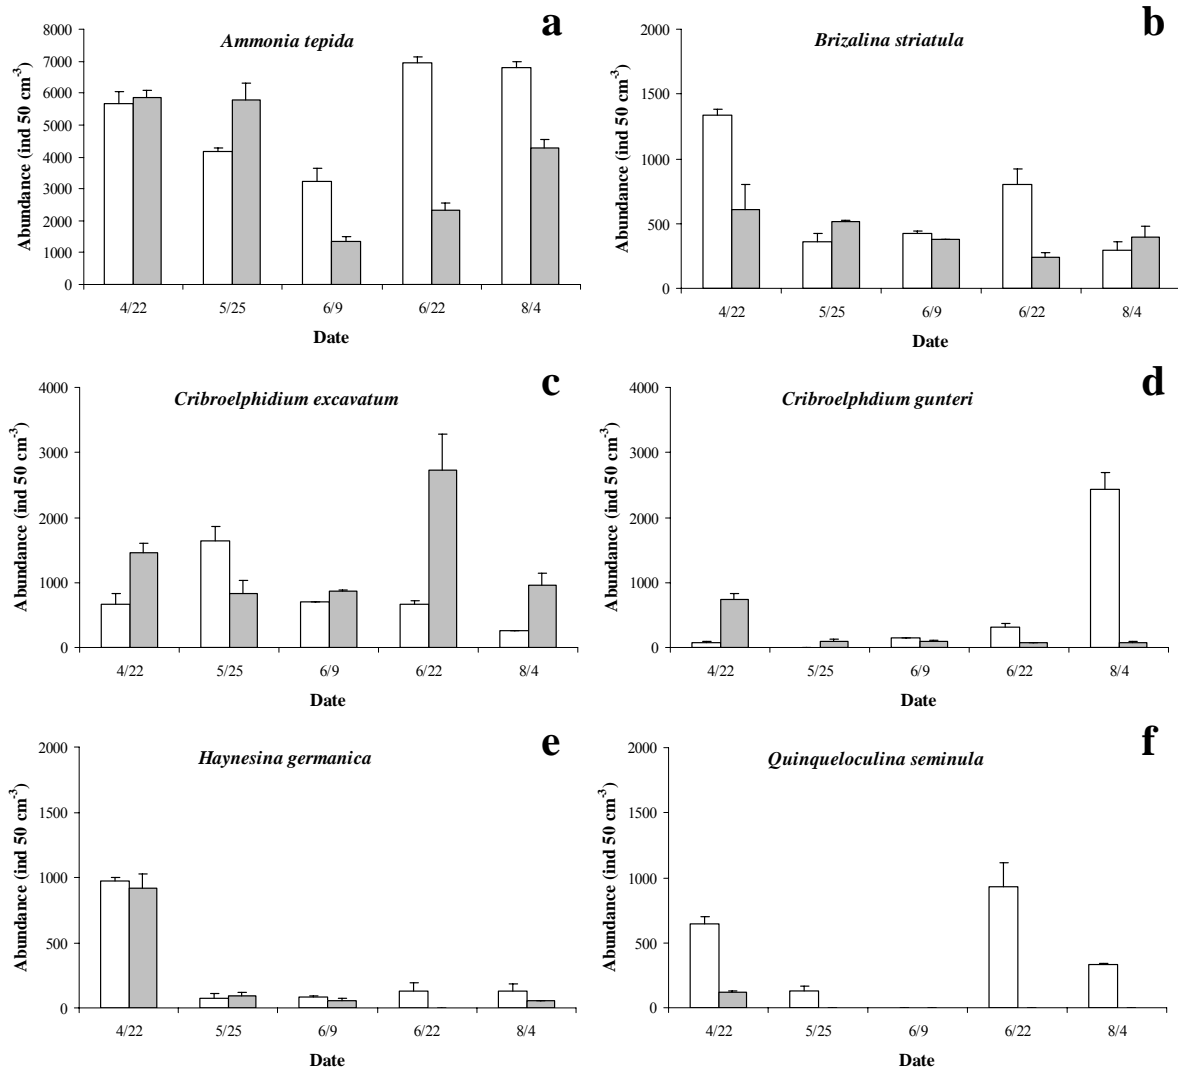 a
Ammonia tepida
Abundance (ind 50 cm-3)
8000
7000
6000
5000
4000
3000
2000
1000
0
4/22 5/25 6/9 6/22 8/4
Date
b
Brizalina striatula
Abundance (ind 50 cm-3)
2000
1500
1000
500
0
4/22 5/25 6/9 6/22 8/4
Date
c
Cribroelphidium excavatum
Abundance (ind 50 cm-3)
4000
3000
2000
1000
0
4/22 5/25 6/9 6/22 8/4
Date
d
Cribroelphdium gunteri
Abundance (ind 50 cm-3)
4000
3000
2000
1000
0
4/22 5/25 6/9 6/22 8/4
Date
e
Haynesina germanica
Abundance (ind 50 cm-3)
2000
1500
1000
500
0
4/22 5/25 6/9 6/22 8/4
Date
f
Quinqueloculina seminula
Abundance (ind 50 cm-3)
2000
1500
1000
500
0
4/22 5/25 6/9 6/22 8/4
Date